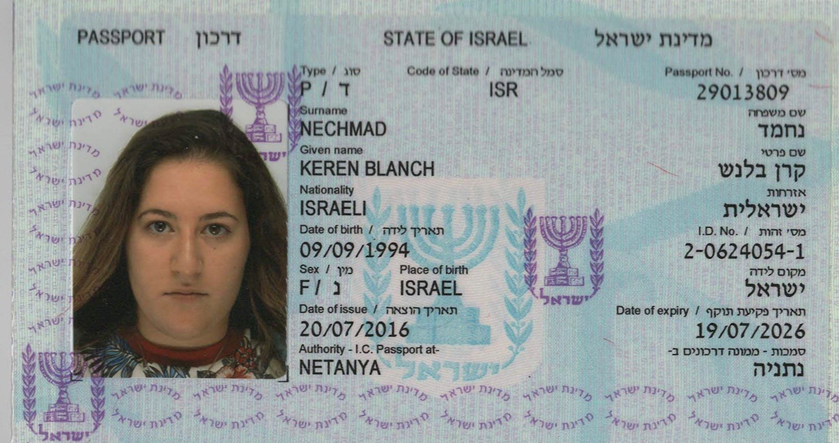 PASSPORT דרכון STATE OF ISRAEL מדינת ישראל
Type / סוג Code of State / סמל המדינה Passport No. / מס׳ דרכון
P / ד ISR 29013809
Surname שם משפחה
NECHMAD נחמד
Given name שם פרטי
KEREN BLANCH קרן בלנש
Nationality אזרחות
ISRAELI ישראלית
Date of birth / תאריך לידה I.D. No. / מס׳ זהות
09/09/1994 2-0624054-1
Sex / מין Place of birth מקום לידה
F / נ ISRAEL ישראל
Date of issue / תאריך הוצאה Date of expiry / תאריך פקיעת תוקף
20/07/2016 19/07/2026
Authority - I.C. Passport at- סמכות - ממונה דרכונים ב-
NETANYA נתניה
ישראל
מדינת ישראל